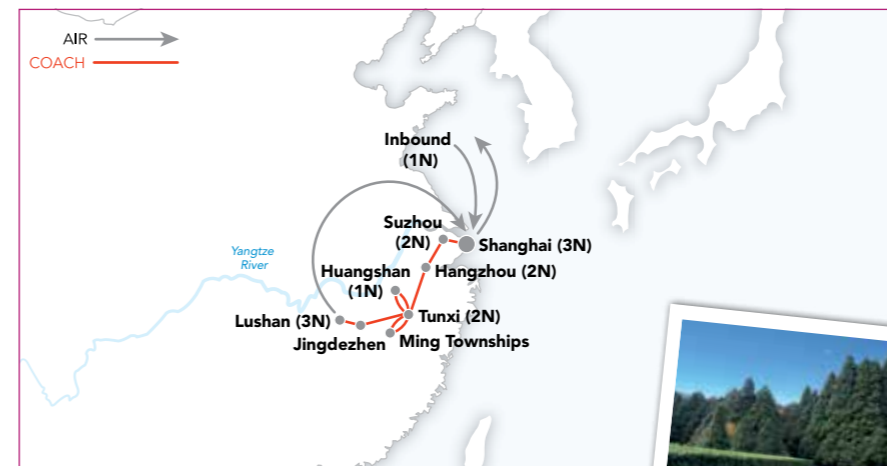 AIR
COACH
Inbound
(1N)
Suzhou
(2N)
Shanghai (3N)
Yangtze
River
Hangzhou (2N)
Huangshan
(1N)
Lushan (3N)
Tunxi (2N)
Jingdezhen
Ming Townships